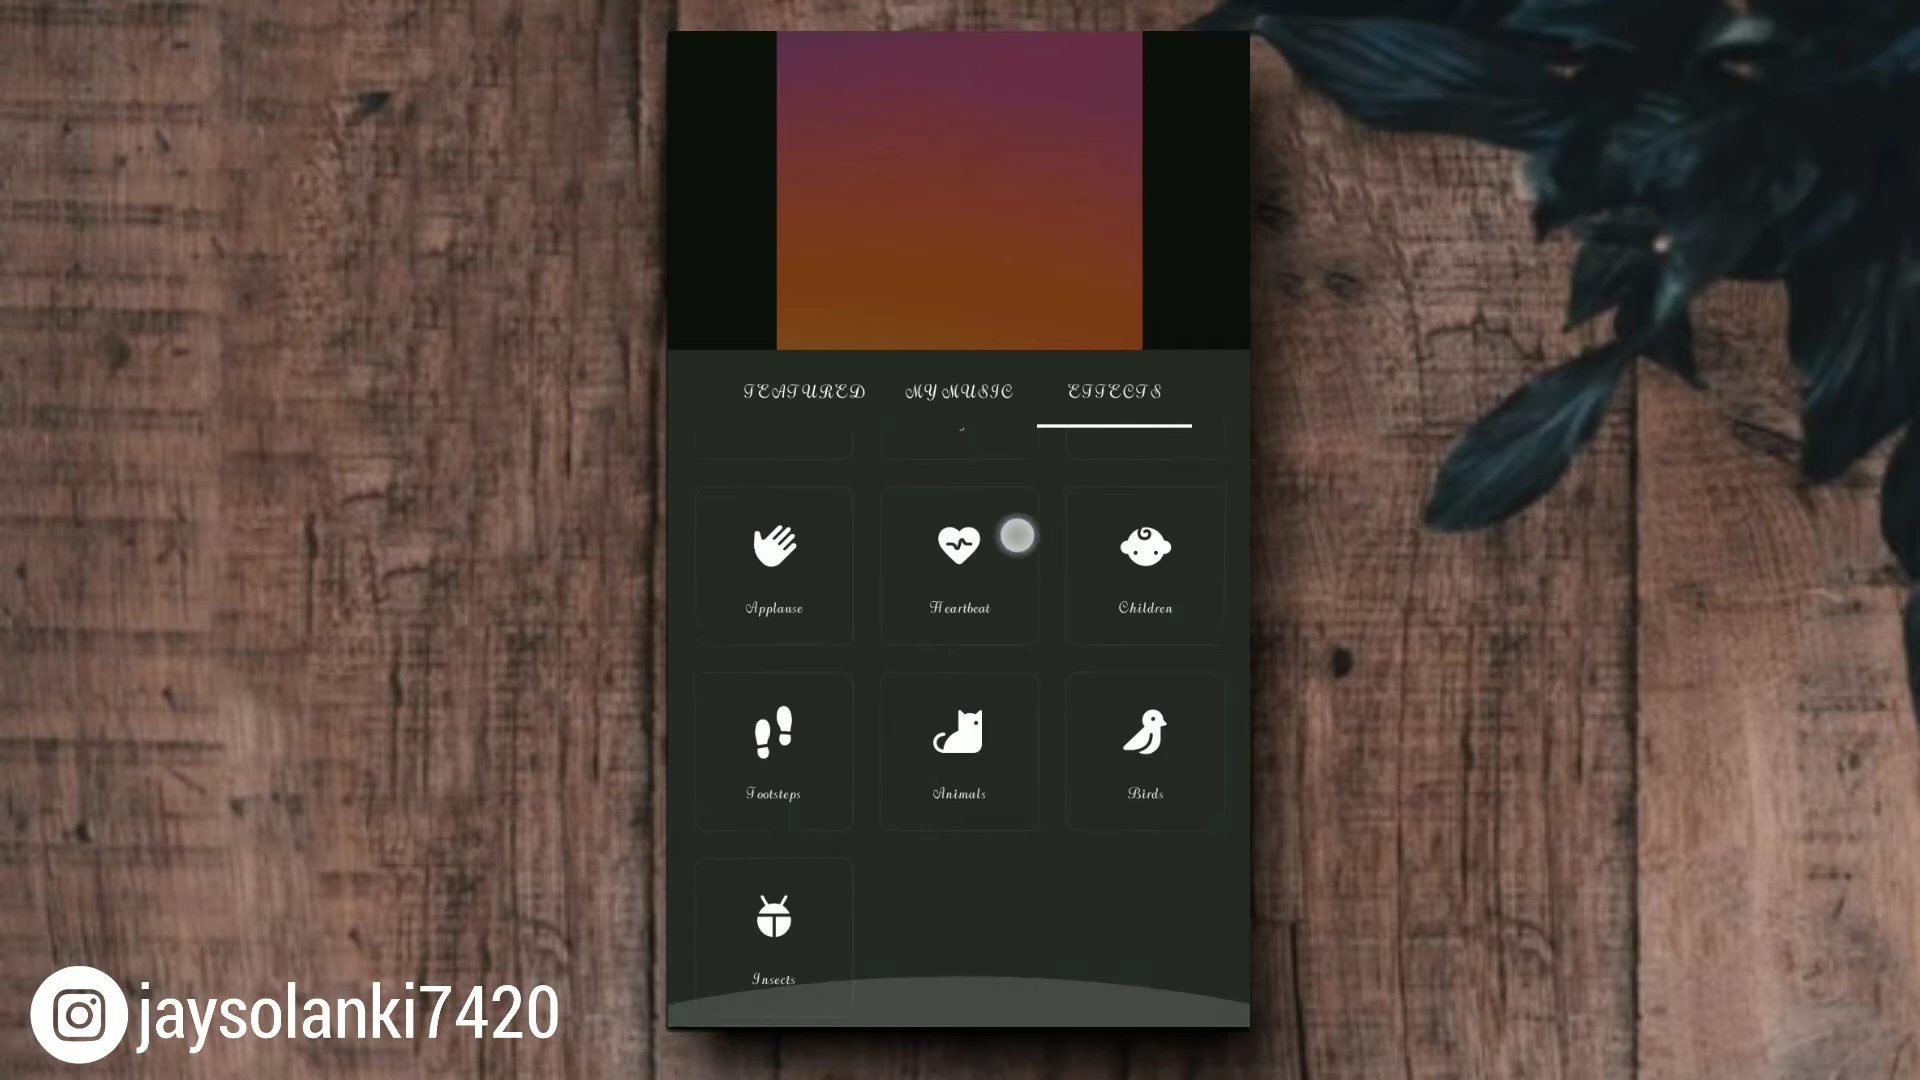 FEATURED MY MUSIC EFFECTS
Applause Heartbeat Children
Footsteps Animals Birds
Insects
jaysolanki7420